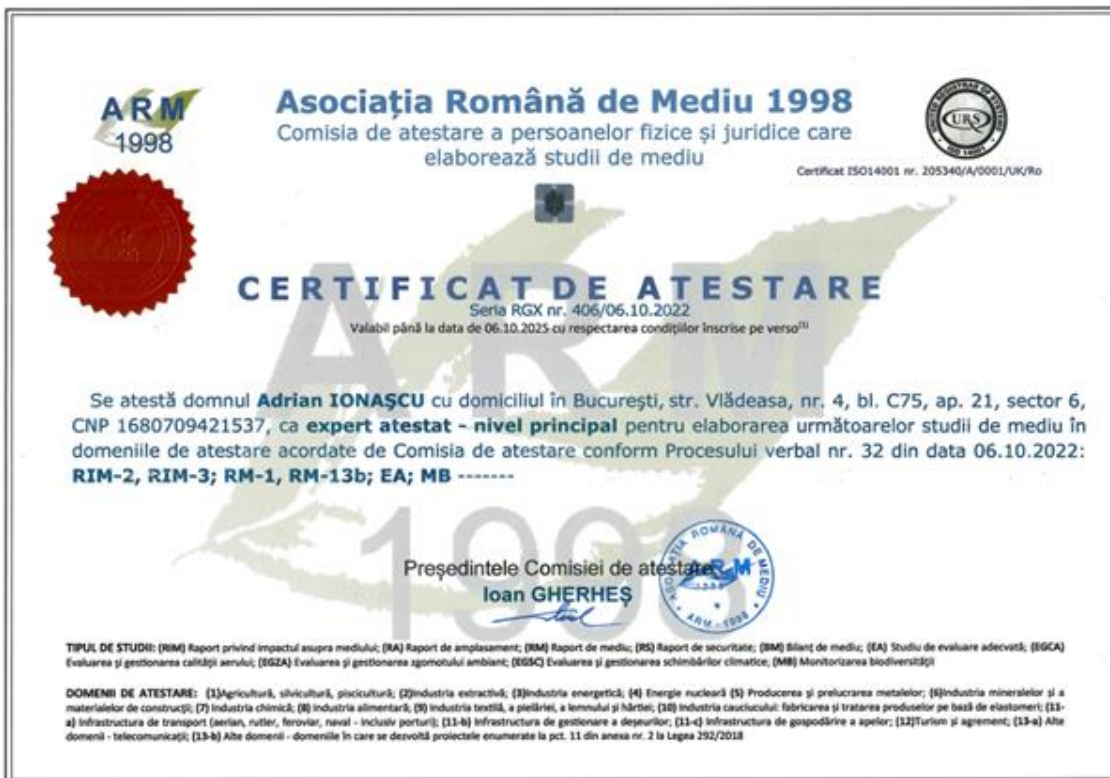 ARM
1998
Asociația Română de Mediu 1998
Comisia de atestare a persoanelor fizice și juridice care
elaborează studii de mediu
URS
ISO 14001
Certificat ISO14001 nr. 205340/A/0001/UK/Ro
CERTIFICAT DE ATESTARE
Seria RGX nr. 406/06.10.2022
Valabil până la data de 06.10.2025 cu respectarea condițiilor înscrise pe verso(1)
Se atestă domnul Adrian IONAȘCU cu domiciliul în București, str. Vlădeasa, nr. 4, bl. C75, ap. 21, sector 6,
CNP 1680709421537, ca expert atestat - nivel principal pentru elaborarea următoarelor studii de mediu în
domeniile de atestare acordate de Comisia de atestare conform Procesului verbal nr. 32 din data 06.10.2022:
RIM-2, RIM-3; RM-1, RM-13b; EA; MB -------
ARM
1998
Președintele Comisiei de atestare
Ioan GHERHEȘ
ASOCIAȚIA ROMÂNĂ DE MEDIU
ARM
1998
ARM - 1998
TIPUL DE STUDII: (RIM) Raport privind impactul asupra mediului; (RA) Raport de amplasament; (RM) Raport de mediu; (RS) Raport de securitate; (BM) Bilanț de mediu; (EA) Studiu de evaluare adecvată; (EGCA)
Evaluarea și gestionarea calității aerului; (EGZA) Evaluarea și gestionarea zgomotului ambiant; (EGSC) Evaluarea și gestionarea schimbărilor climatice; (MB) Monitorizarea biodiversității
DOMENII DE ATESTARE: (1)Agricultură, silvicultură, piscicultură; (2)Industria extractivă; (3)Industria energetică; (4) Energie nucleară (5) Producerea și prelucrarea metalelor; (6)Industria mineralelor și a
materialelor de construcții; (7) Industria chimică; (8) Industria alimentară; (9) Industria textilă, a pielăriei, a lemnului și hârtiei; (10) Industria cauciucului: fabricarea și tratarea produselor pe bază de elastomeri; (11-
a) Infrastructura de transport (aerian, rutier, feroviar, naval - inclusiv porturi); (11-b) Infrastructura de gestionare a deșeurilor; (11-c) Infrastructura de gospodărire a apelor; (12)Turism și agrement; (13-a) Alte
domenii - telecomunicații; (13-b) Alte domenii - domeniile în care se dezvoltă proiectele enumerate la pct. 11 din anexa nr. 2 la Legea 292/2018